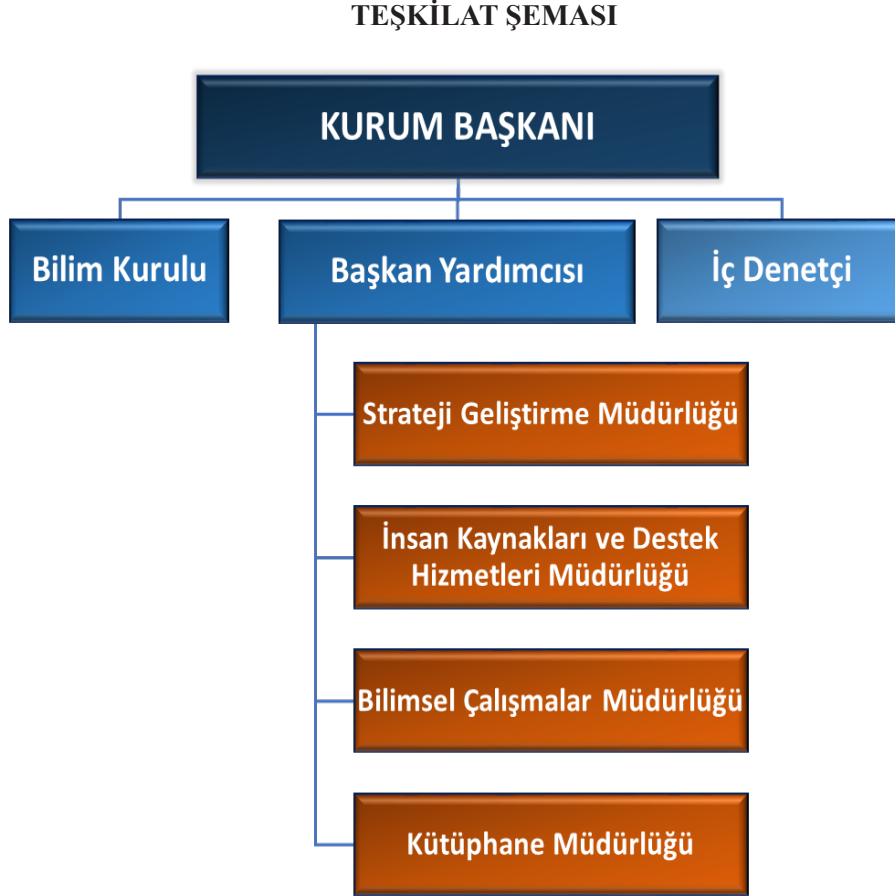 TEŞKİLAT ŞEMASI
KURUM BAŞKANI
Bilim Kurulu
Başkan Yardımcısı
İç Denetçi
Strateji Geliştirme Müdürlüğü
İnsan Kaynakları ve Destek
Hizmetleri Müdürlüğü
Bilimsel Çalışmalar Müdürlüğü
Kütüphane Müdürlüğü